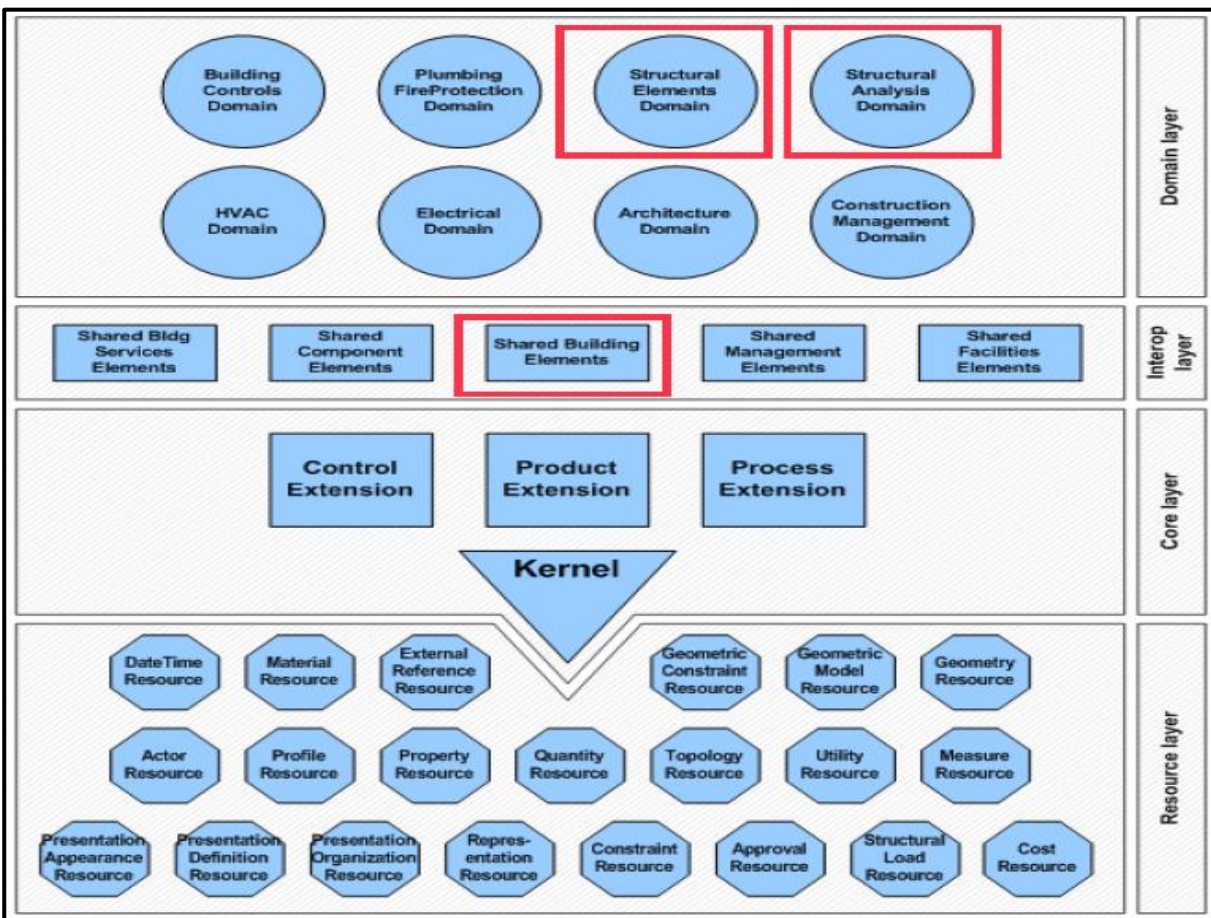 Building
Controls
Domain
Plumbing
FireProtection
Domain
Structural
Elements
Domain
Structural
Analysis
Domain
HVAC
Domain
Electrical
Domain
Architecture
Domain
Construction
Management
Domain
Domain layer
Shared Bldg
Services
Elements
Shared
Component
Elements
Shared Building
Elements
Shared
Management
Elements
Shared
Facilities
Elements
Interop
layer
Control
Extension
Product
Extension
Process
Extension
Kernel
Core layer
DateTime
Resource
Material
Resource
External
Reference
Resource
Geometric
Constraint
Resource
Geometric
Model
Resource
Geometry
Resource
Actor
Resource
Profile
Resource
Property
Resource
Quantity
Resource
Topology
Resource
Utility
Resource
Measure
Resource
Presentation
Appearance
Resource
Presentation
Definition
Resource
Presentation
Organization
Resource
Repres-
entation
Resource
Constraint
Resource
Approval
Resource
Structural
Load
Resource
Cost
Resource
Resource layer